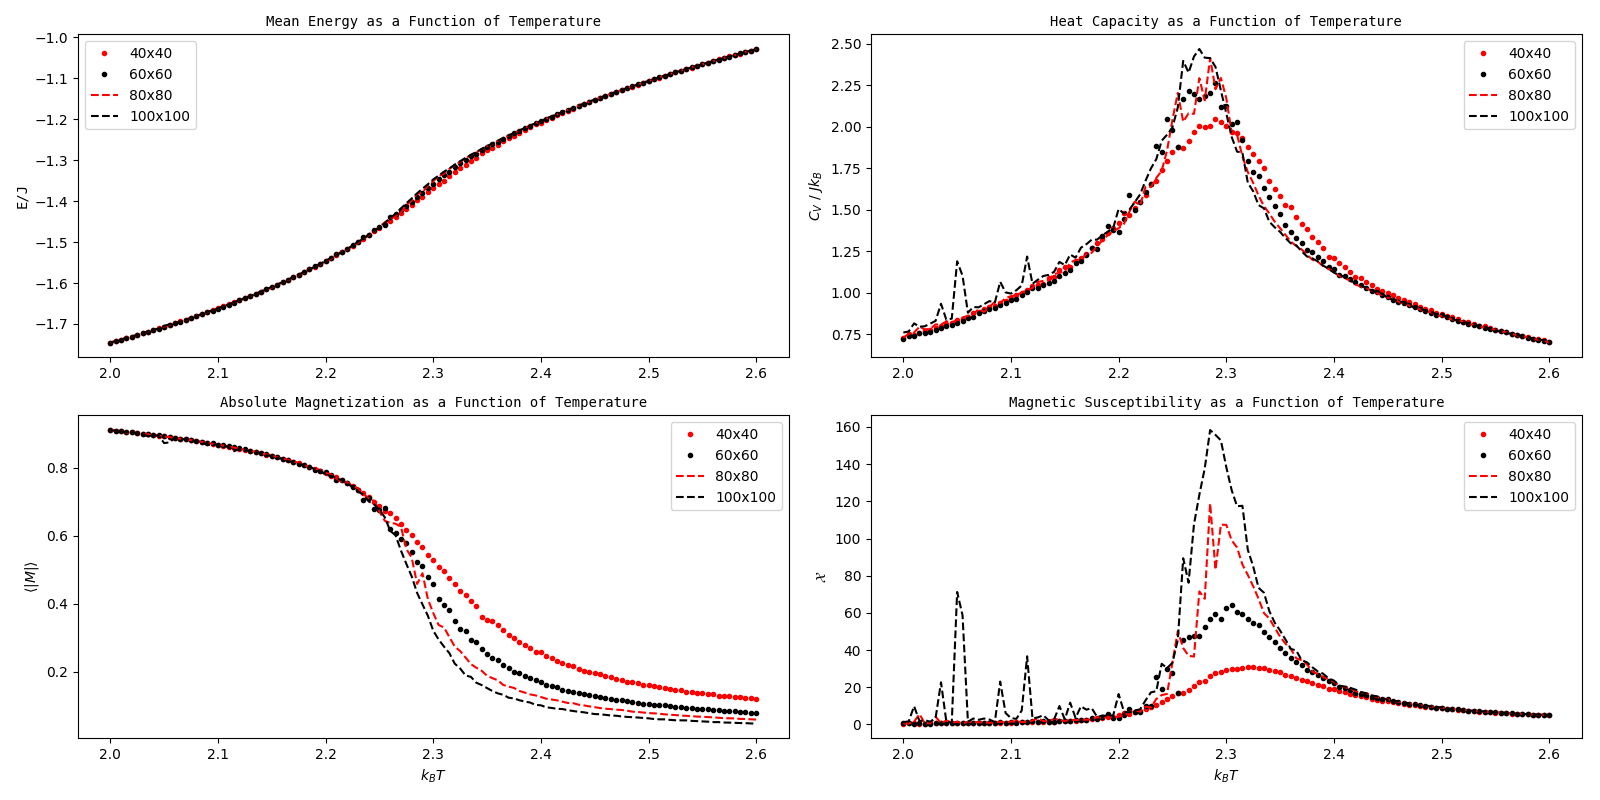 Mean Energy as a Function of Temperature
E/J
−1.0
−1.1
−1.2
−1.3
−1.4
−1.5
−1.6
−1.7
40x40
60x60
80x80
100x100
2.0 2.1 2.2 2.3 2.4 2.5 2.6
Heat Capacity as a Function of Temperature
C_V / Jk_B
2.50
2.25
2.00
1.75
1.50
1.25
1.00
0.75
40x40
60x60
80x80
100x100
2.0 2.1 2.2 2.3 2.4 2.5 2.6
Absolute Magnetization as a Function of Temperature
⟨|M|⟩
0.8
0.6
0.4
0.2
40x40
60x60
80x80
100x100
2.0 2.1 2.2 2.3 2.4 2.5 2.6
k_BT
Magnetic Susceptibility as a Function of Temperature
𝒳
160
140
120
100
80
60
40
20
0
40x40
60x60
80x80
100x100
2.0 2.1 2.2 2.3 2.4 2.5 2.6
k_BT